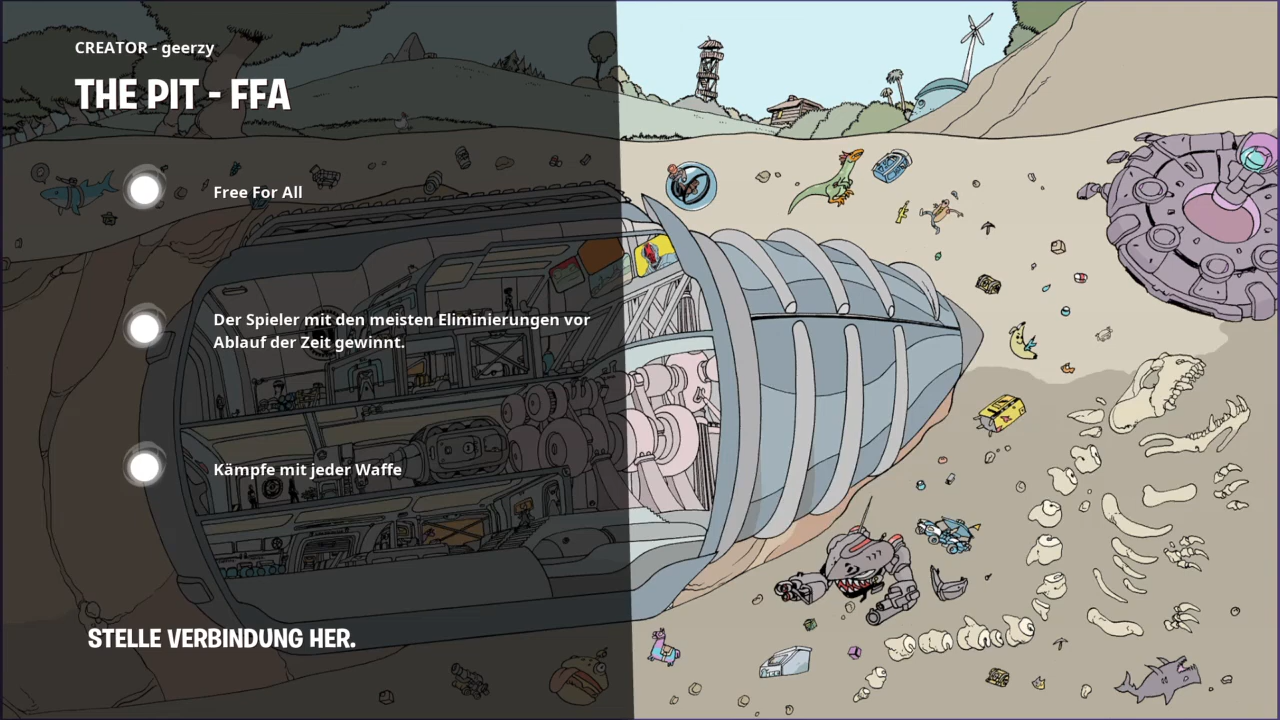 CREATOR - geerzy
THE PIT - FFA
Free For All
Der Spieler mit den meisten Eliminierungen vor
Ablauf der Zeit gewinnt.
Kämpfe mit jeder Waffe
STELLE VERBINDUNG HER.